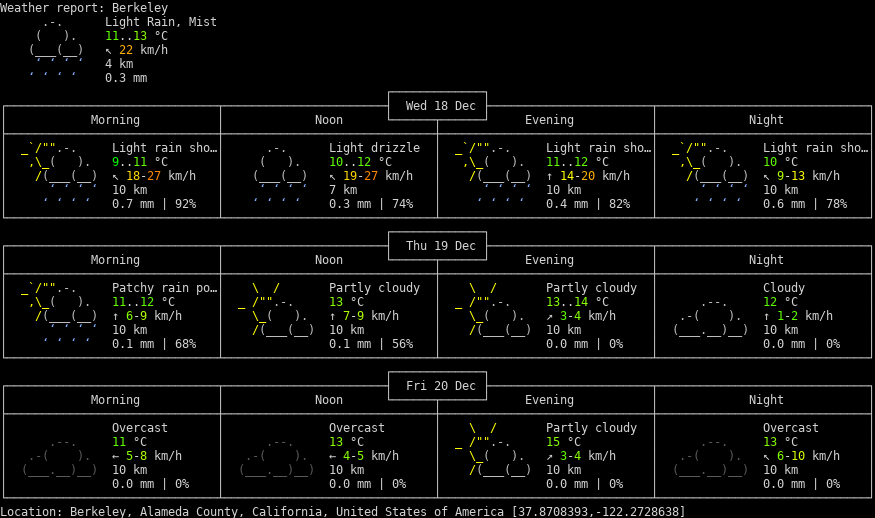 Weather report: Berkeley
Light Rain, Mist
11..13 °C
↖ 22 km/h
4 km
0.3 mm
Wed 18 Dec
Morning Noon Evening Night
Light rain sho… Light drizzle Light rain sho… Light rain sho…
9..11 °C 10..12 °C 11..12 °C 10 °C
↖ 18-27 km/h ↖ 19-27 km/h ↑ 14-20 km/h ↖ 9-13 km/h
10 km 7 km 10 km 10 km
0.7 mm | 92% 0.3 mm | 74% 0.4 mm | 82% 0.6 mm | 78%
Thu 19 Dec
Morning Noon Evening Night
Patchy rain po… Partly cloudy Partly cloudy Cloudy
11..12 °C 13 °C 13..14 °C 12 °C
↑ 6-9 km/h ↑ 7-9 km/h ↗ 3-4 km/h ↑ 1-2 km/h
10 km 10 km 10 km 10 km
0.1 mm | 68% 0.1 mm | 56% 0.0 mm | 0% 0.0 mm | 0%
Fri 20 Dec
Morning Noon Evening Night
Overcast Overcast Partly cloudy Overcast
11 °C 13 °C 15 °C 13 °C
← 5-8 km/h ← 4-5 km/h ↗ 3-4 km/h ↖ 6-10 km/h
10 km 10 km 10 km 10 km
0.0 mm | 0% 0.0 mm | 0% 0.0 mm | 0% 0.0 mm | 0%
Location: Berkeley, Alameda County, California, United States of America [37.8708393,-122.2728638]